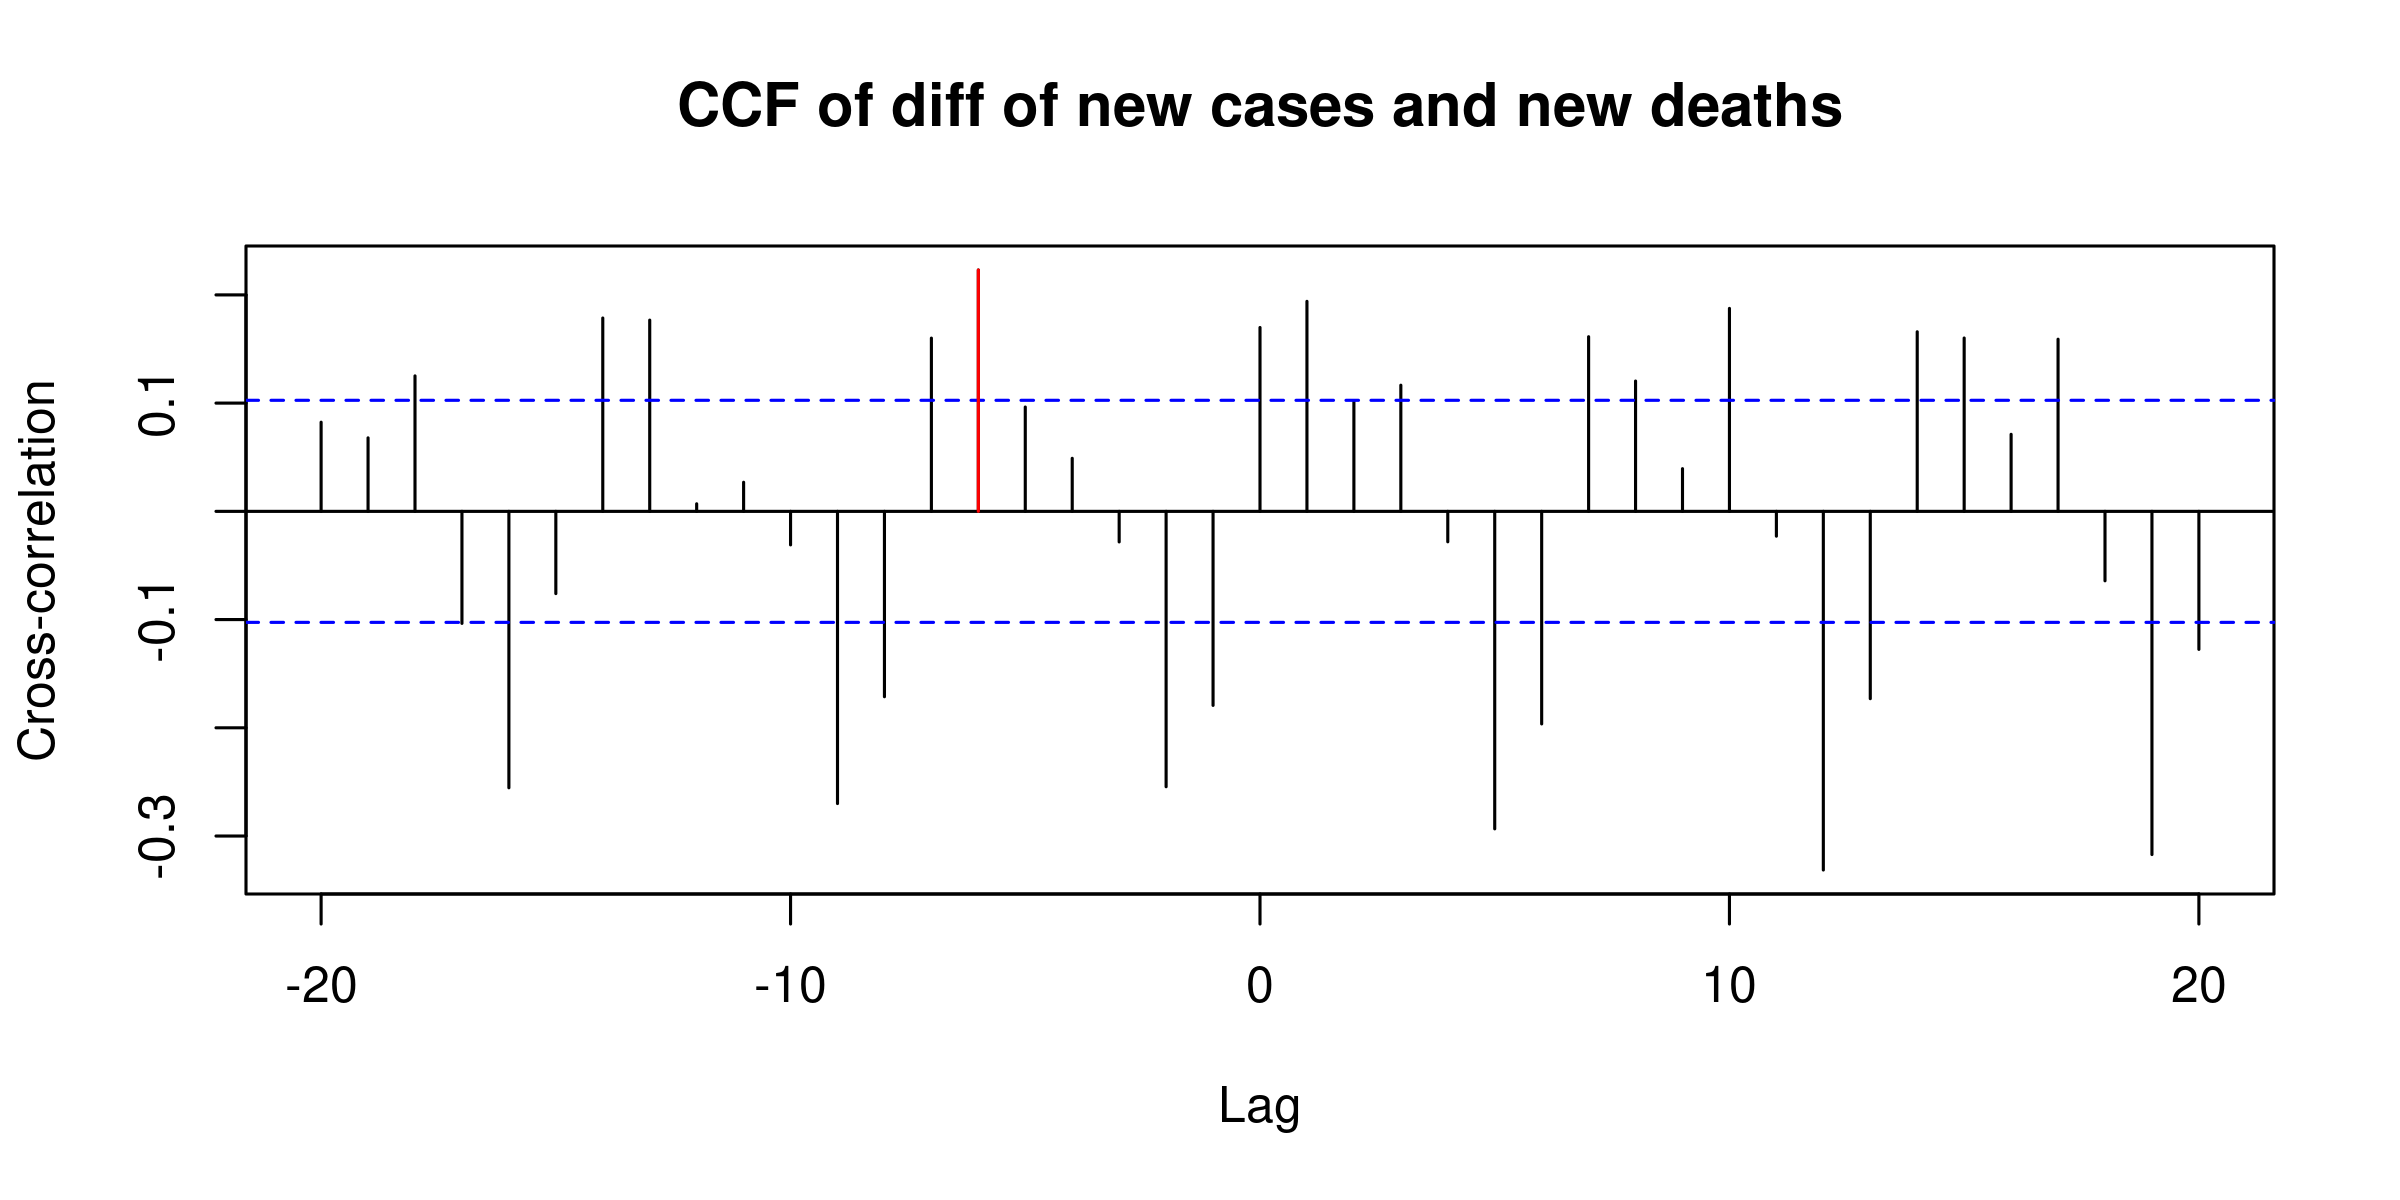 CCF of diff of new cases and new deaths
Cross-correlation
0.1
-0.1
-0.3
-20 -10 0 10 20
Lag